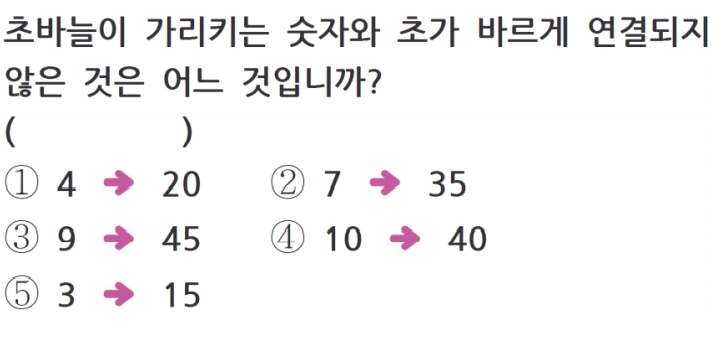 초바늘이 가리키는 숫자와 초가 바르게 연결되지
않은 것은 어느 것입니까?
( )
① 4 ➜ 20 ② 7 ➜ 35
③ 9 ➜ 45 ④ 10 ➜ 40
⑤ 3 ➜ 15